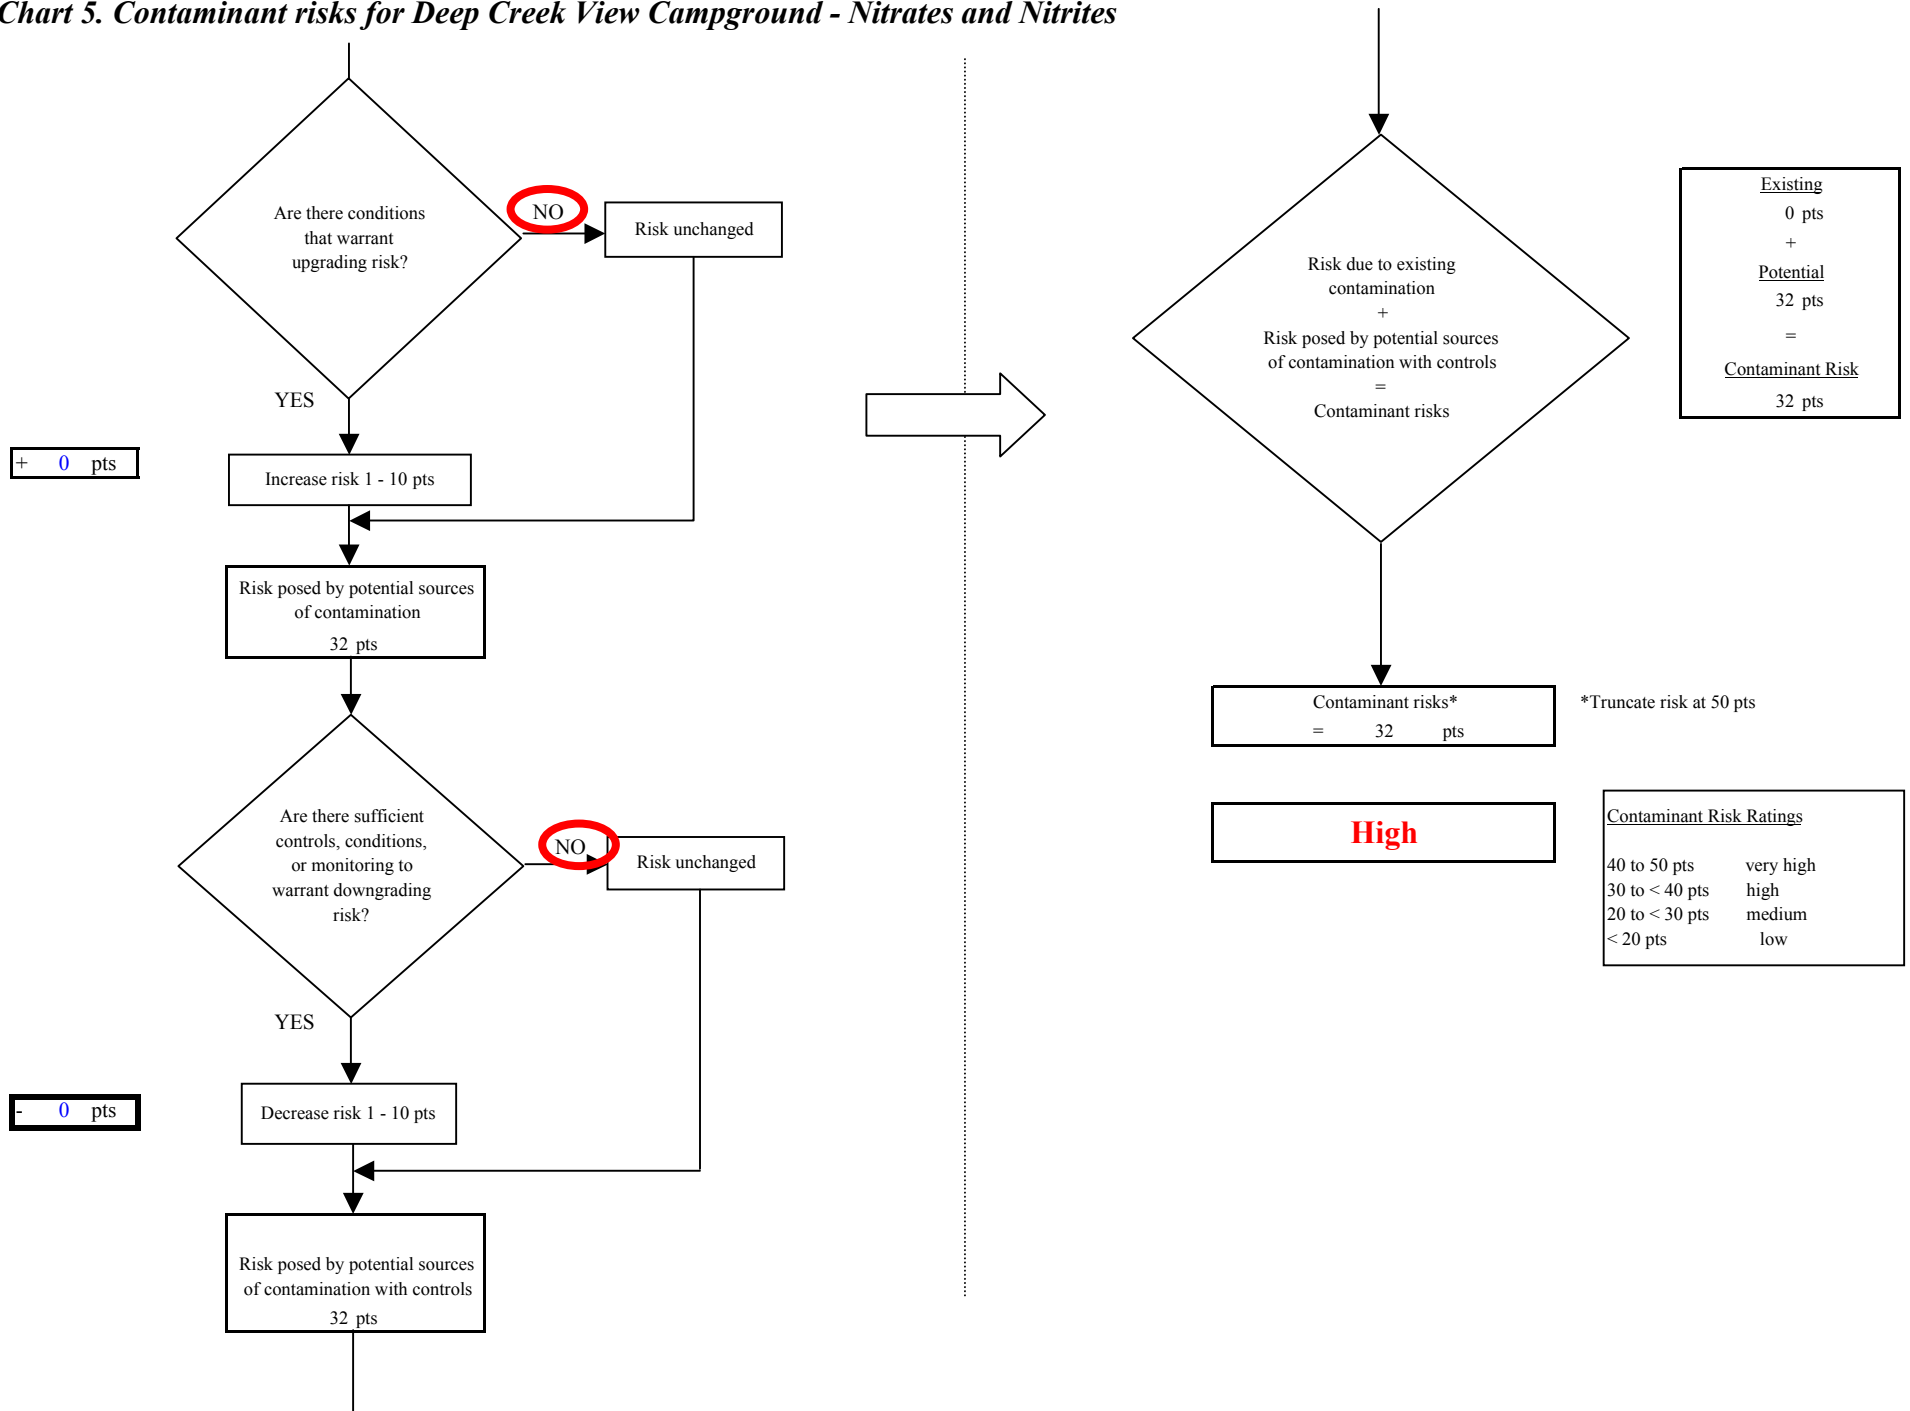 Chart 5. Contaminant risks for Deep Creek View Campground - Nitrates and Nitrites
Are there conditions
that warrant
upgrading risk?
NO
Risk unchanged
YES
+ 0 pts
Increase risk 1 - 10 pts
Risk posed by potential sources
of contamination
32 pts
Are there sufficient
controls, conditions,
or monitoring to
warrant downgrading
risk?
NO
Risk unchanged
YES
- 0 pts
Decrease risk 1 - 10 pts
Risk posed by potential sources
of contamination with controls
32 pts
Risk due to existing
contamination
+
Risk posed by potential sources
of contamination with controls
=
Contaminant risks
Existing
0 pts
+
Potential
32 pts
=
Contaminant Risk
32 pts
Contaminant risks*
= 32 pts
*Truncate risk at 50 pts
High
Contaminant Risk Ratings
40 to 50 pts very high
30 to < 40 pts high
20 to < 30 pts medium
< 20 pts low